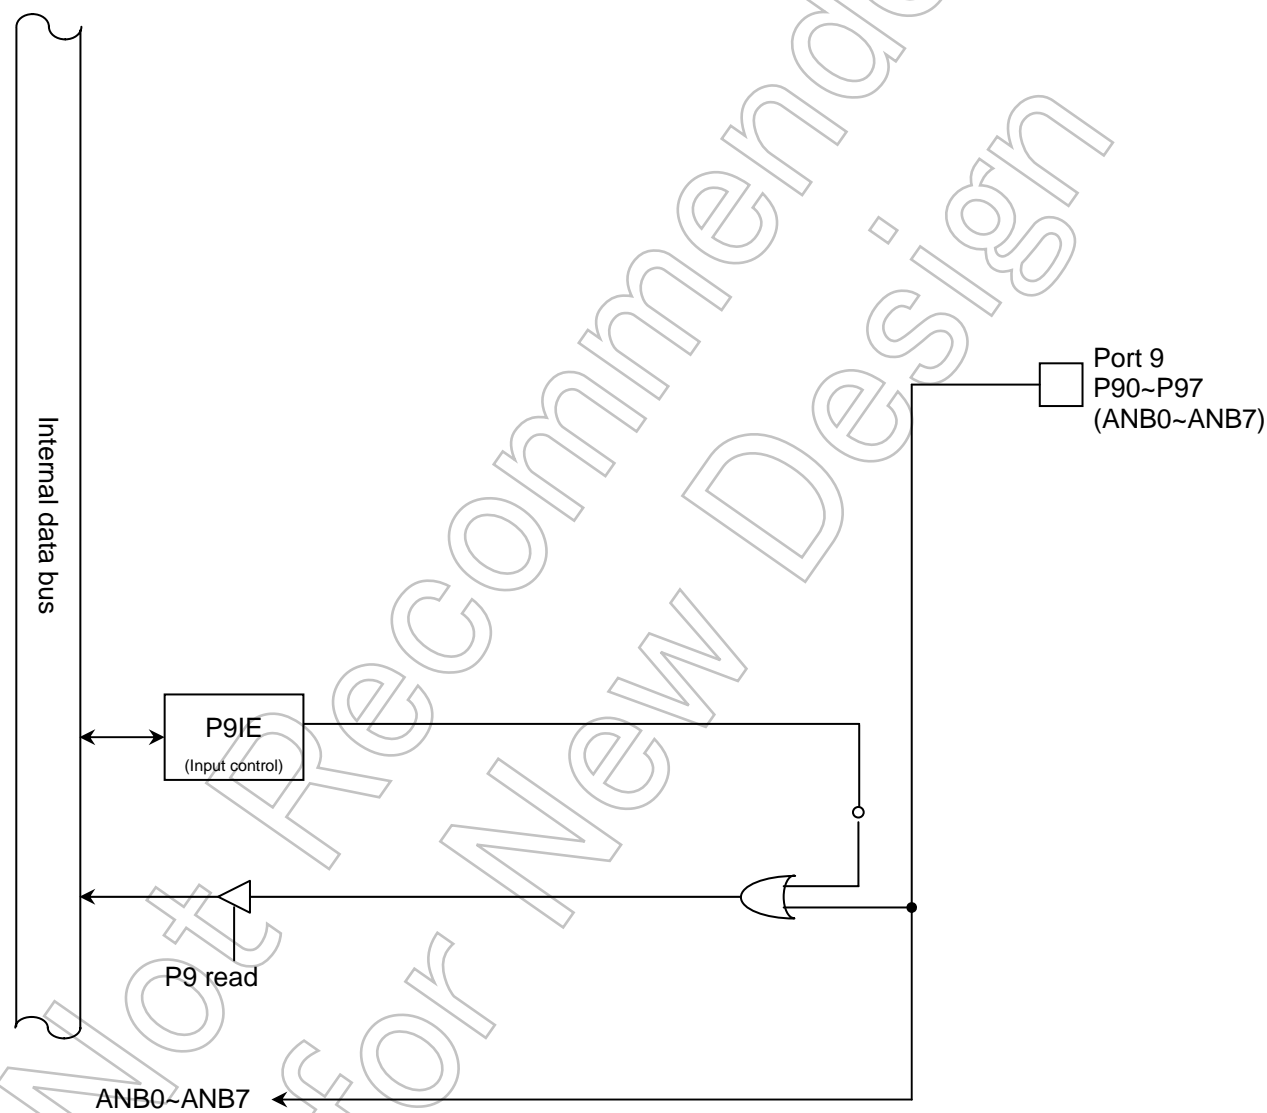 Port 9
P90~P97
(ANB0~ANB7)
Internal data bus
P9IE
(Input control)
P9 read
ANB0~ANB7
Not Recommende
for New Design